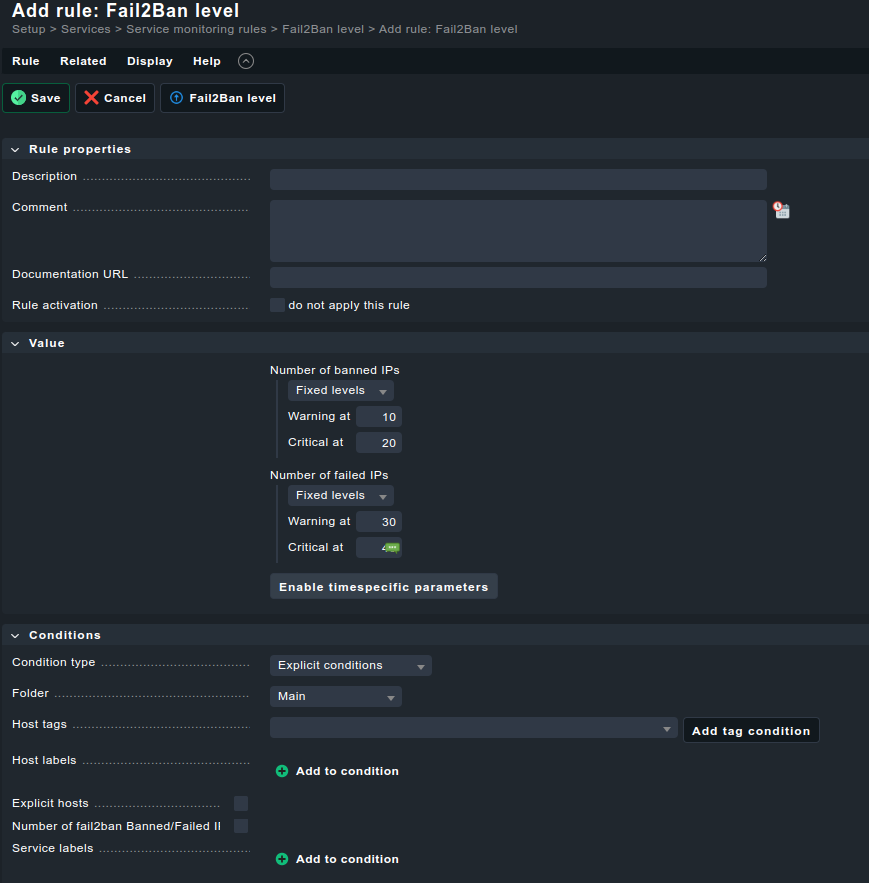 Add rule: Fail2Ban level
Setup > Services > Service monitoring rules > Fail2Ban level > Add rule: Fail2Ban level
Rule Related Display Help
Save Cancel Fail2Ban level
Rule properties
Description
Comment
Documentation URL
Rule activation do not apply this rule
Value
Number of banned IPs
Fixed levels
Warning at 10
Critical at 20
Number of failed IPs
Fixed levels
Warning at 30
Critical at
Enable timespecific parameters
Conditions
Condition type Explicit conditions
Folder Main
Host tags Add tag condition
Host labels
Add to condition
Explicit hosts
Number of fail2ban Banned/Failed
Service labels
Add to condition